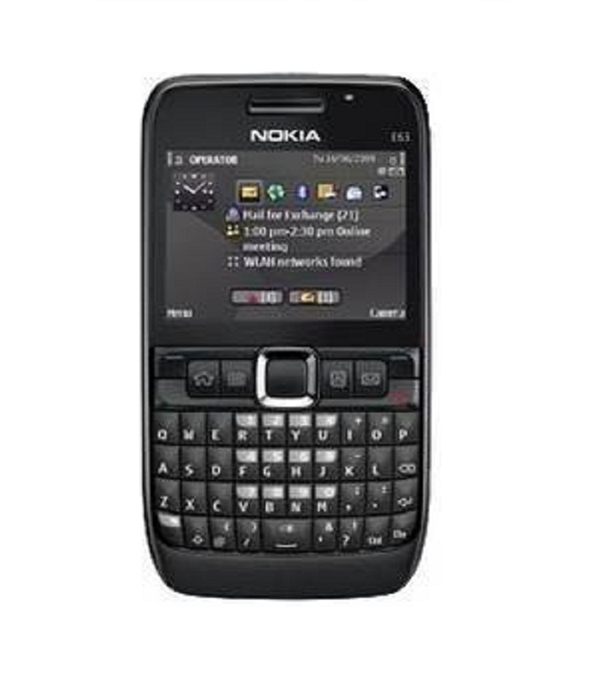 NOKIA
E63
OPERATOR
Mail for Exchange (21)
1:00 pm-2:30 pm Online
meeting
WLAN networks found
Menu Camera
Q W E R T Y U I O P
A S D F G H J K L
Z X C V B N M , .
@ / ' ? Ctrl